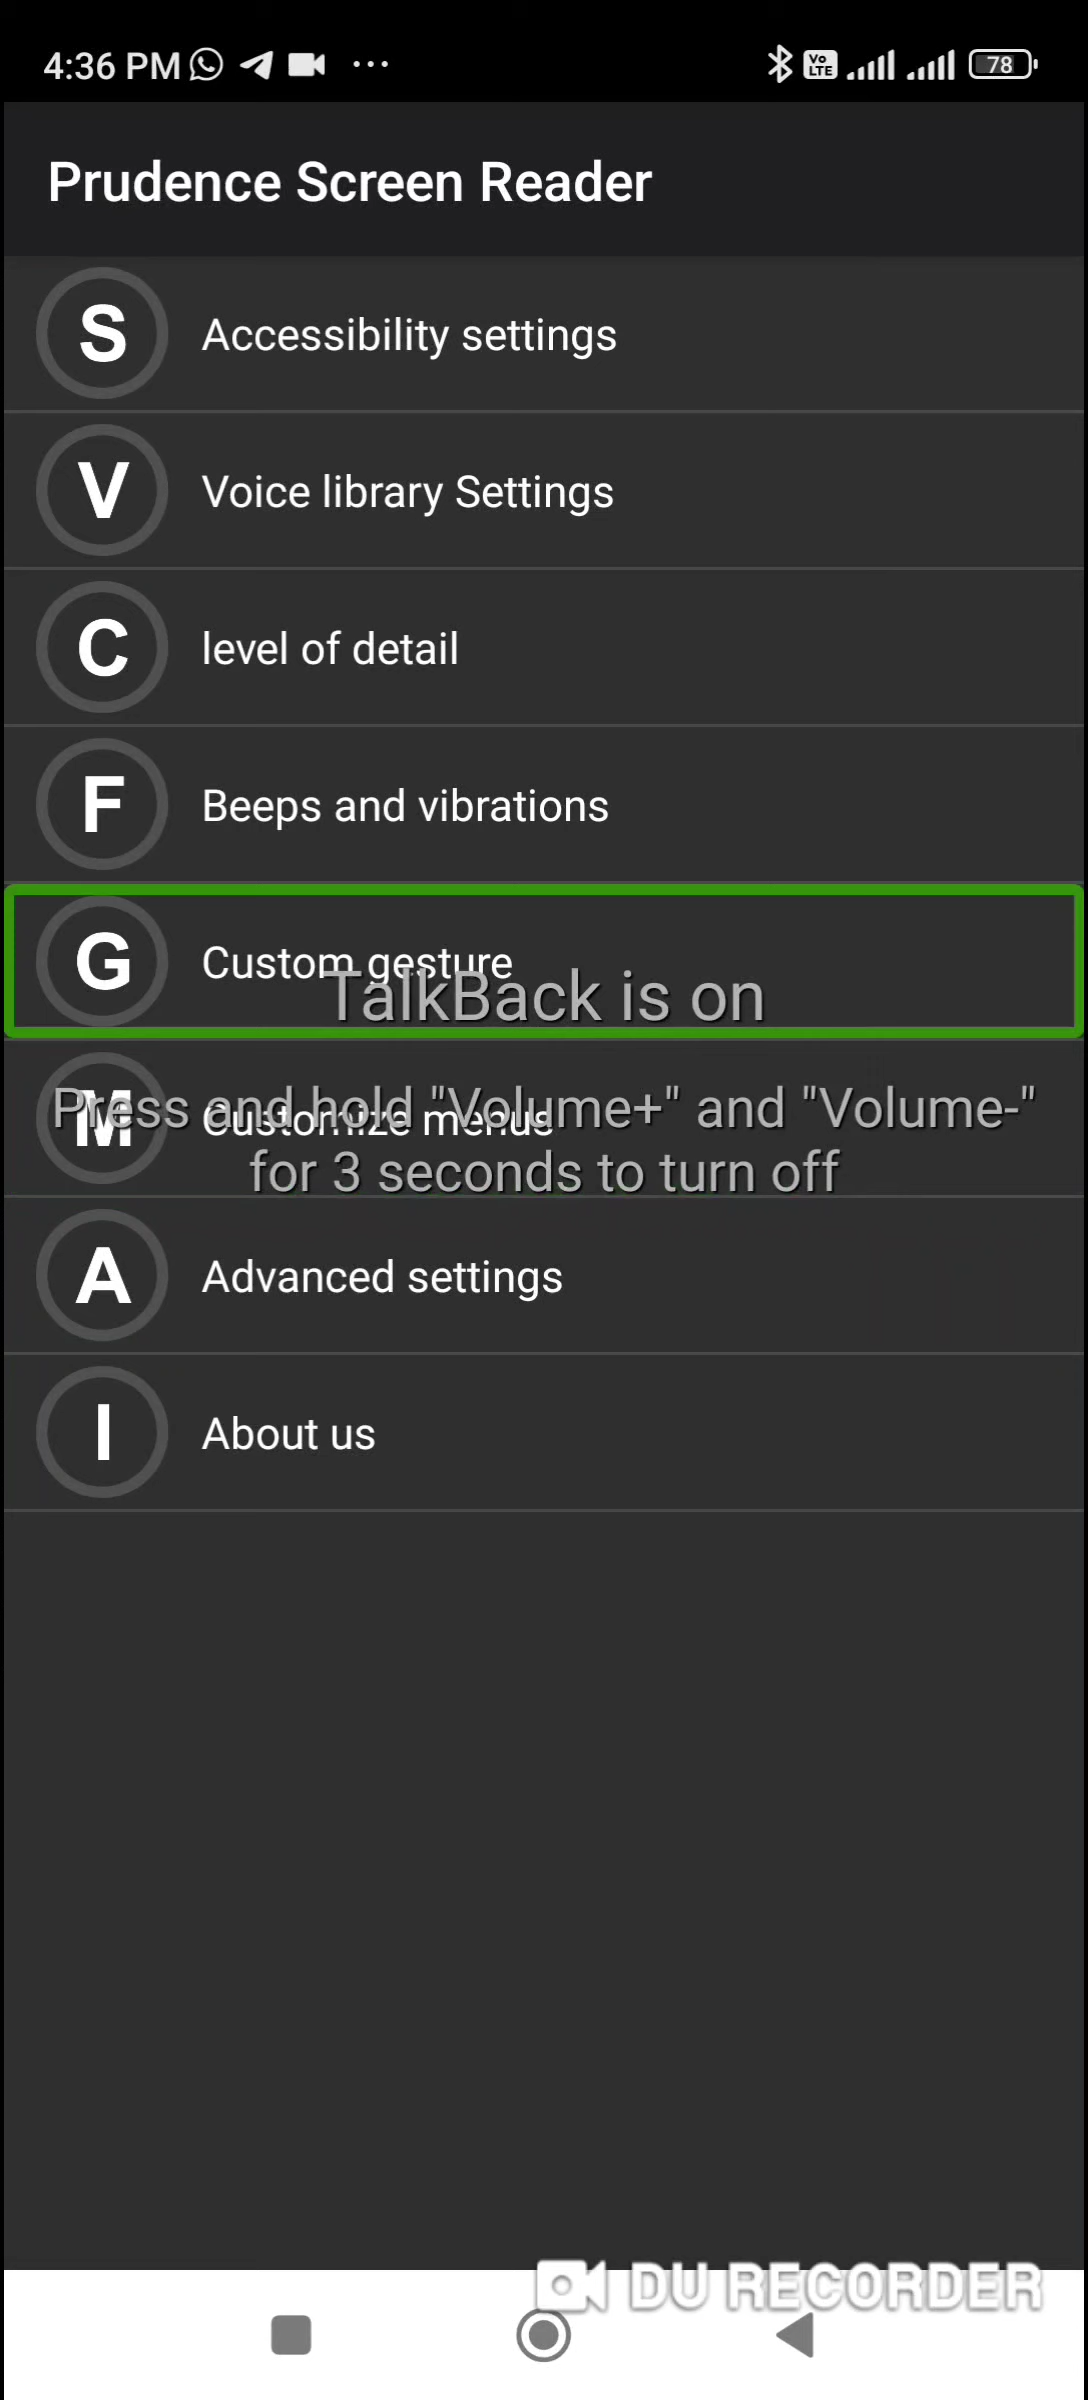 4:36 PM ...
Vo LTE
78
Prudence Screen Reader
S Accessibility settings
V Voice library Settings
C level of detail
F Beeps and vibrations
G Custom gesture
TalkBack is on
M Customize menus
Press and hold "Volume+" and "Volume-"
for 3 seconds to turn off
A Advanced settings
I About us
DU RECORDER